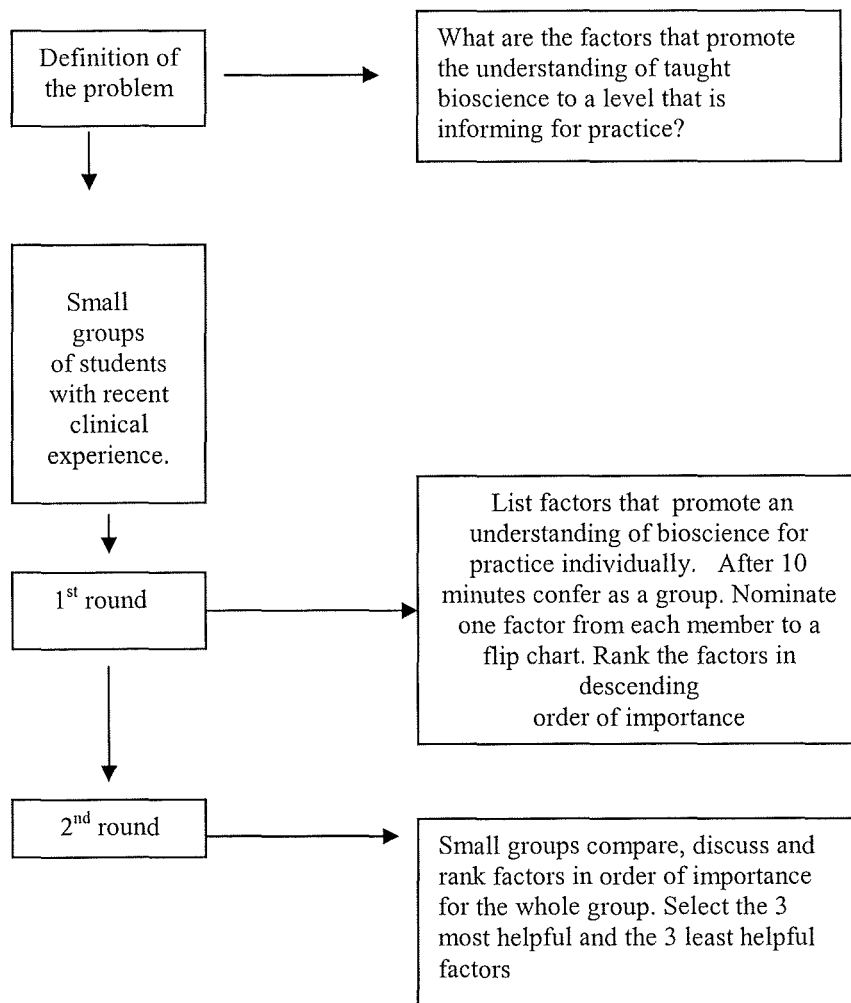 Definition of
the problem
What are the factors that promote
the understanding of taught
bioscience to a level that is
informing for practice?
Small
groups
of students
with recent
clinical
experience.
1st round
List factors that promote an
understanding of bioscience for
practice individually. After 10
minutes confer as a group. Nominate
one factor from each member to a
flip chart. Rank the factors in
descending
order of importance
2nd round
Small groups compare, discuss and
rank factors in order of importance
for the whole group. Select the 3
most helpful and the 3 least helpful
factors